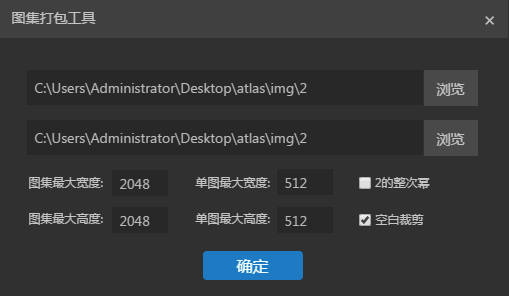 图集打包工具
C:\Users\Administrator\Desktop\atlas\img\2 浏览
C:\Users\Administrator\Desktop\atlas\img\2 浏览
图集最大宽度: 2048 单图最大宽度: 512 2的整次幂
图集最大高度: 2048 单图最大高度: 512 空白裁剪
确定